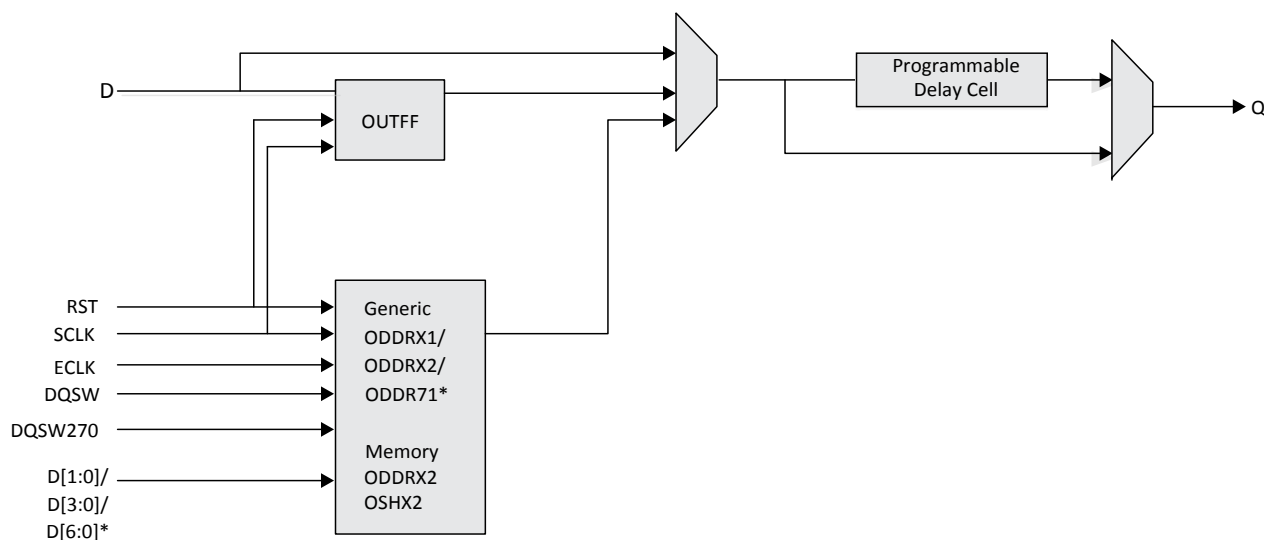 D
OUTFF
Programmable
Delay Cell
Q
RST
SCLK
ECLK
DQSW
DQSW270
D[1:0]/
D[3:0]/
D[6:0]*
Generic
ODDRX1/
ODDRX2/
ODDR71*
Memory
ODDRX2
OSHX2